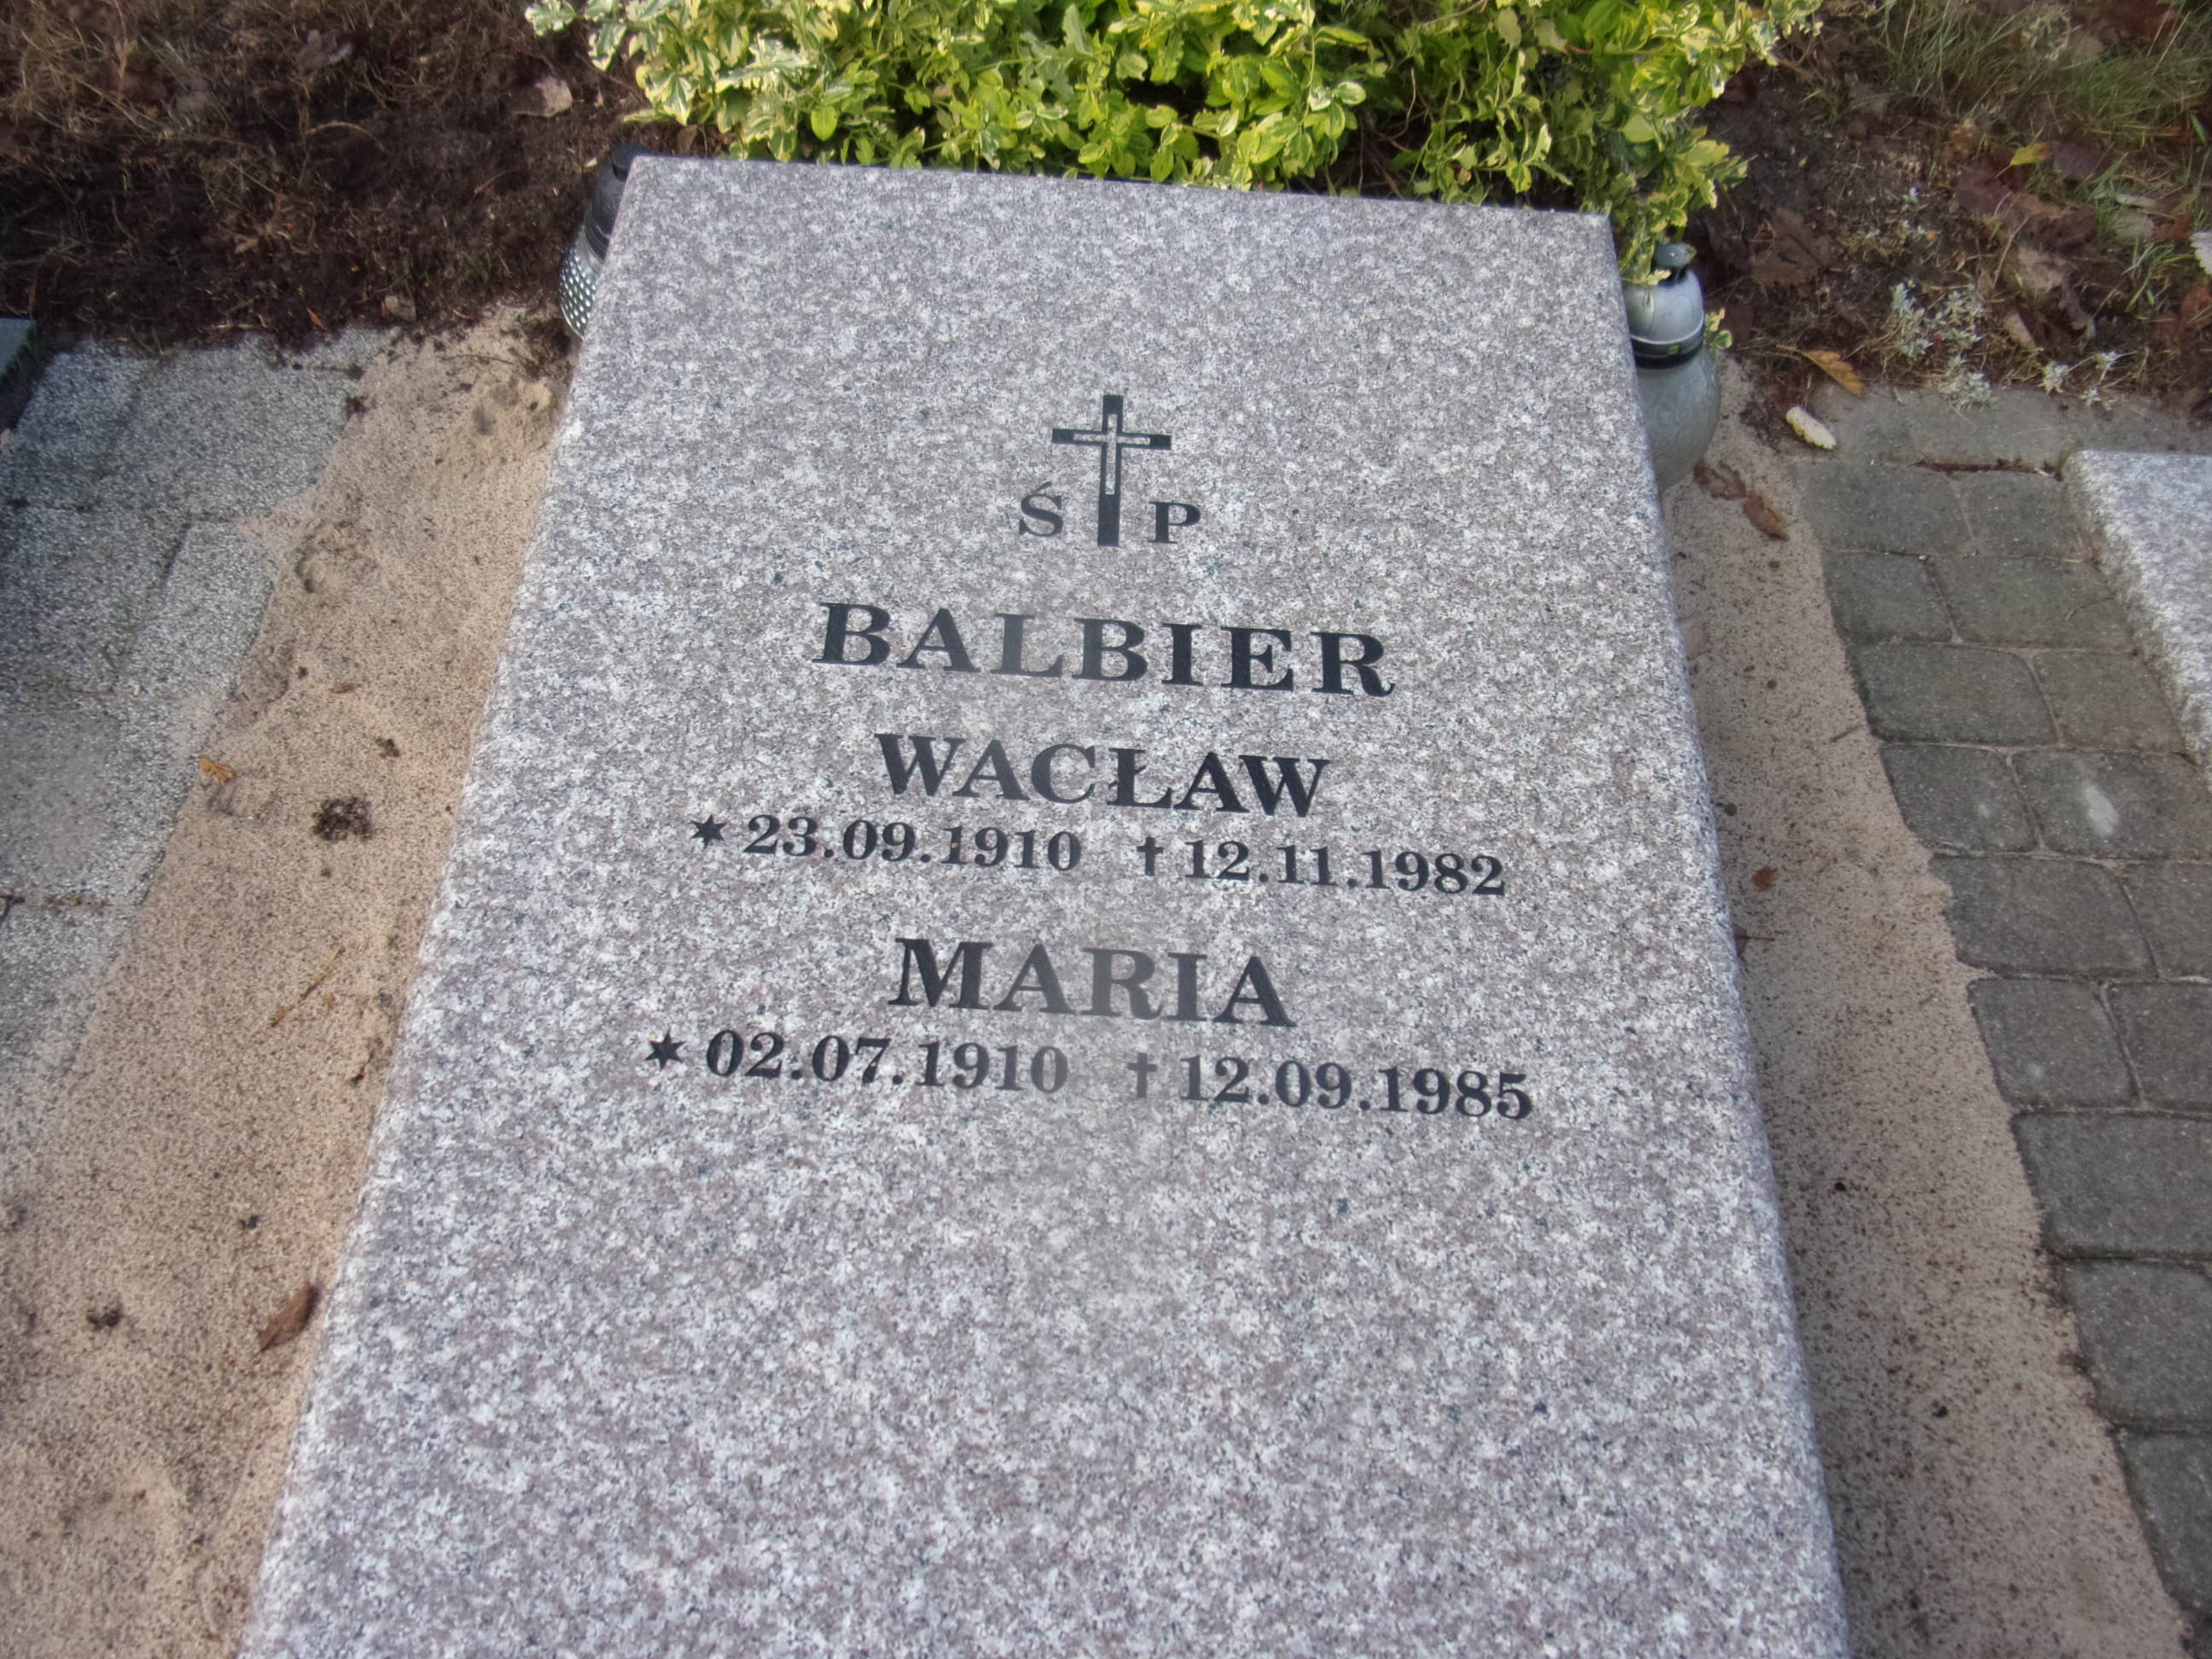 Ś P
BALBIER
WACŁAW
* 23.09.1910 † 12.11.1982
MARIA
* 02.07.1910 † 12.09.1985